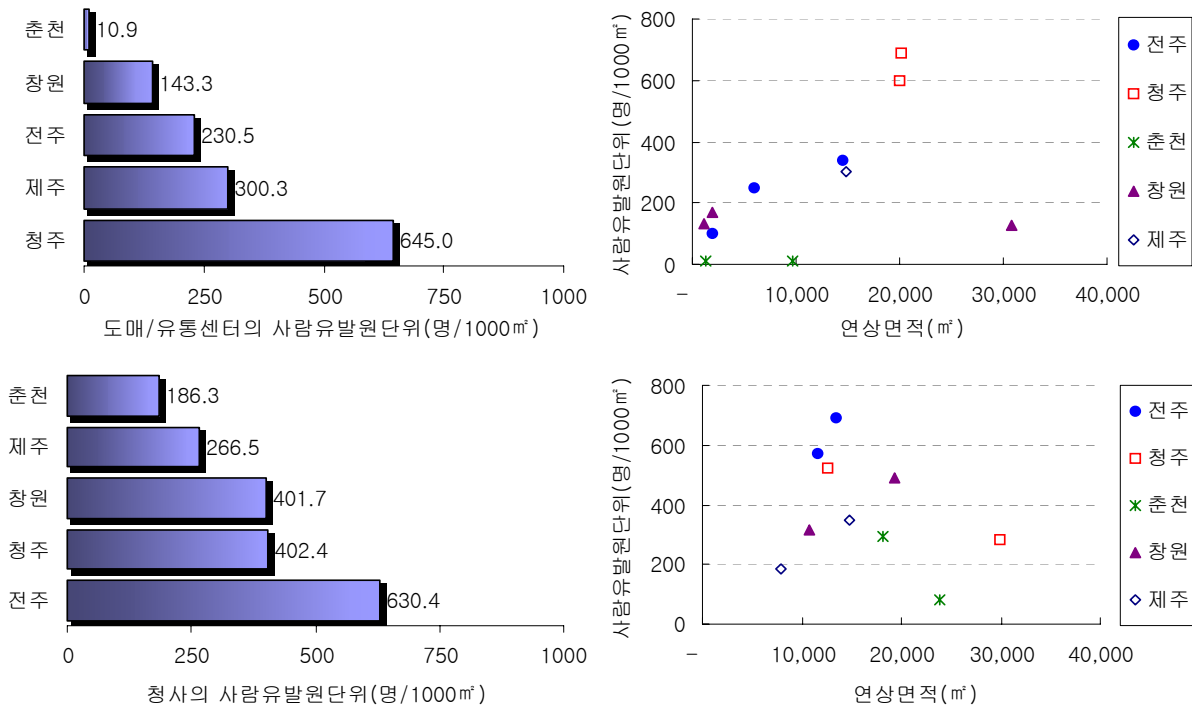 춘천
10.9
창원
143.3
전주
230.5
제주
300.3
청주
645.0
0 250 500 750 1000
도매/유통센터의 사람유발원단위(명/1000㎡)
사람유발원단위(명/1000㎡)
800
600
400
200
0
– 10,000 20,000 30,000 40,000
연상면적(㎡)
전주
청주
춘천
창원
제주
춘천
186.3
제주
266.5
창원
401.7
청주
402.4
전주
630.4
0 250 500 750 1000
청사의 사람유발원단위(명/1000㎡)
사람유발원단위(명/1000㎡)
800
600
400
200
0
– 10,000 20,000 30,000 40,000
연상면적(㎡)
전주
청주
춘천
창원
제주